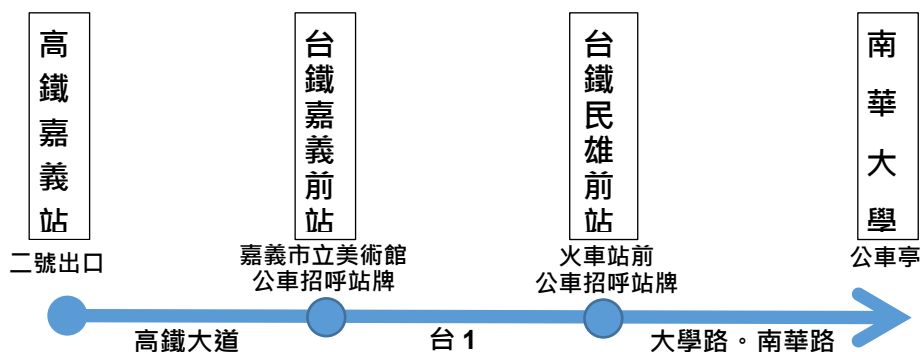 高鐵嘉義站
台鐵嘉義前站
台鐵民雄前站
南華大學
二號出口
嘉義市立美術館
公車招呼站牌
火車站前
公車招呼站牌
公車亭
高鐵大道
台1
大學路。南華路